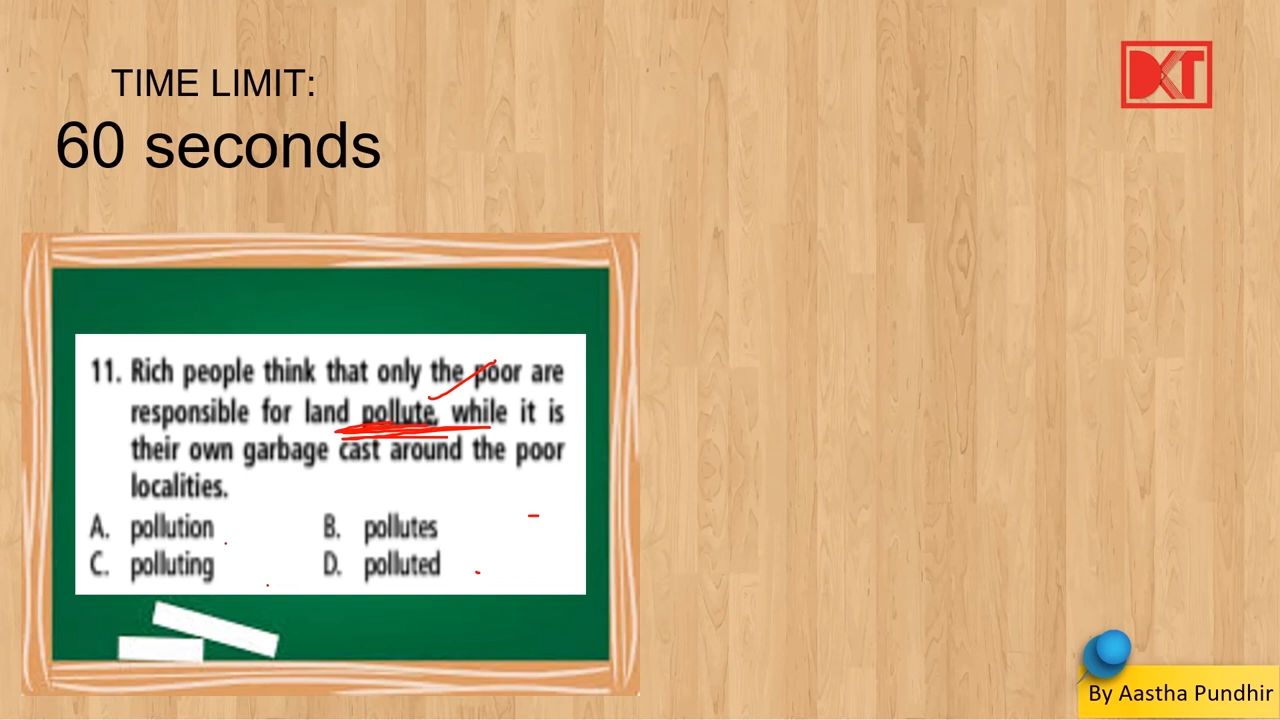 TIME LIMIT:
60 seconds
DKT
11. Rich people think that only the poor are
responsible for land pollute, while it is
their own garbage cast around the poor
localities.
A. pollution B. pollutes
C. polluting D. polluted
By Aastha Pundhir